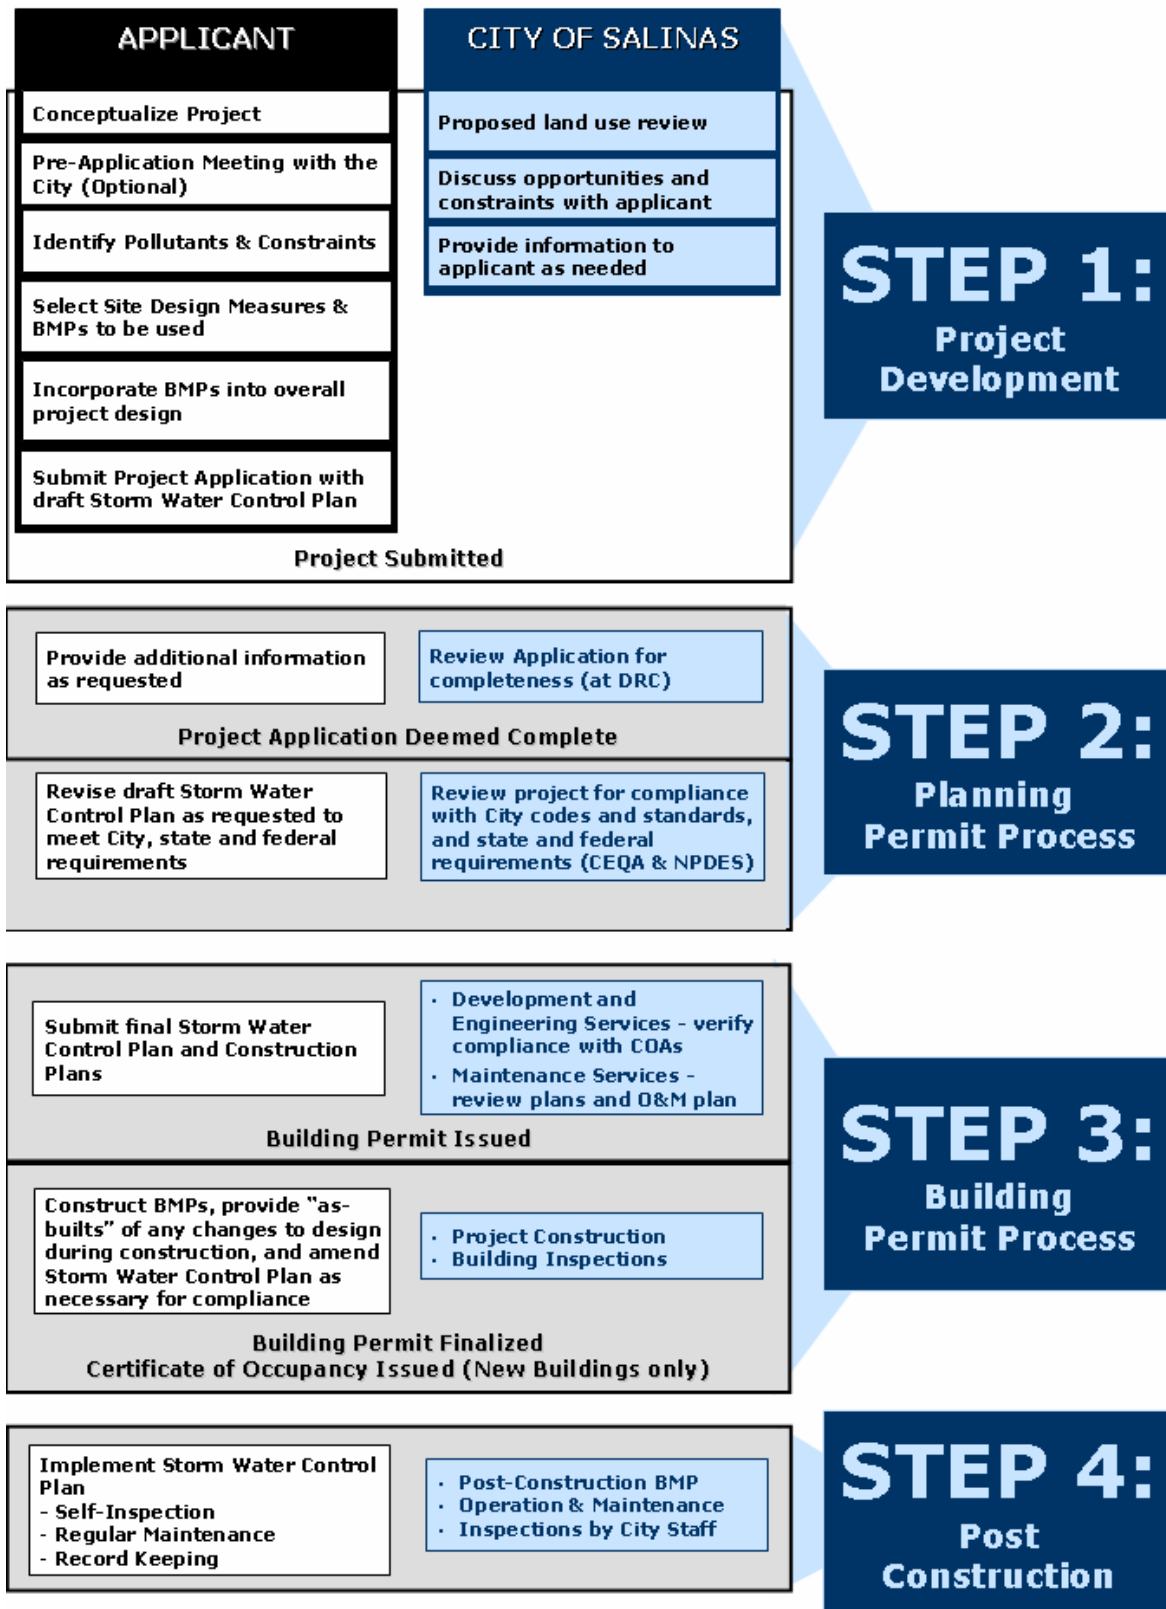 APPLICANT
CITY OF SALINAS
Conceptualize Project
Pre-Application Meeting with the
City (Optional)
Identify Pollutants & Constraints
Select Site Design Measures &
BMPs to be used
Incorporate BMPs into overall
project design
Submit Project Application with
draft Storm Water Control Plan
Proposed land use review
Discuss opportunities and
constraints with applicant
Provide information to
applicant as needed
Project Submitted
STEP 1:
Project
Development
Provide additional information
as requested
Review Application for
completeness (at DRC)
Project Application Deemed Complete
Revise draft Storm Water
Control Plan as requested to
meet City, state and federal
requirements
Review project for compliance
with City codes and standards,
and state and federal
requirements (CEQA & NPDES)
STEP 2:
Planning
Permit Process
Submit final Storm Water
Control Plan and Construction
Plans
· Development and
Engineering Services - verify
compliance with COAs
· Maintenance Services -
review plans and O&M plan
Building Permit Issued
Construct BMPs, provide "as-
builts" of any changes to design
during construction, and amend
Storm Water Control Plan as
necessary for compliance
· Project Construction
· Building Inspections
Building Permit Finalized
Certificate of Occupancy Issued (New Buildings only)
STEP 3:
Building
Permit Process
Implement Storm Water Control
Plan
- Self-Inspection
- Regular Maintenance
- Record Keeping
· Post-Construction BMP
· Operation & Maintenance
· Inspections by City Staff
STEP 4:
Post
Construction